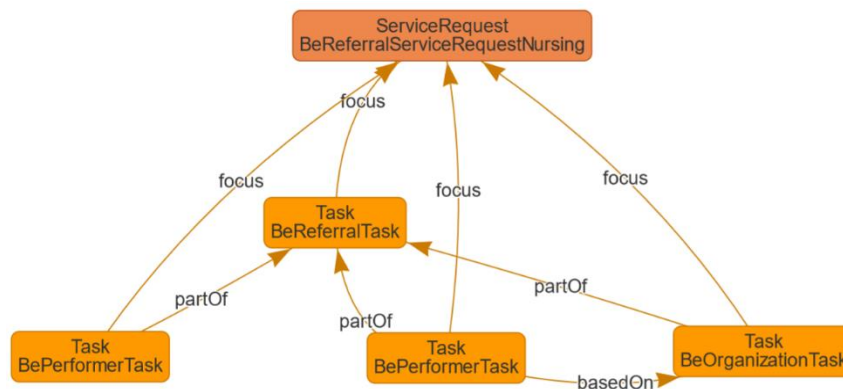 ServiceRequest
BeReferralServiceRequestNursing
focus
focus
focus
focus
Task
BeReferralTask
partOf
partOf
partOf
Task
BePerformerTask
Task
BePerformerTask
Task
BeOrganizationTask
basedOn